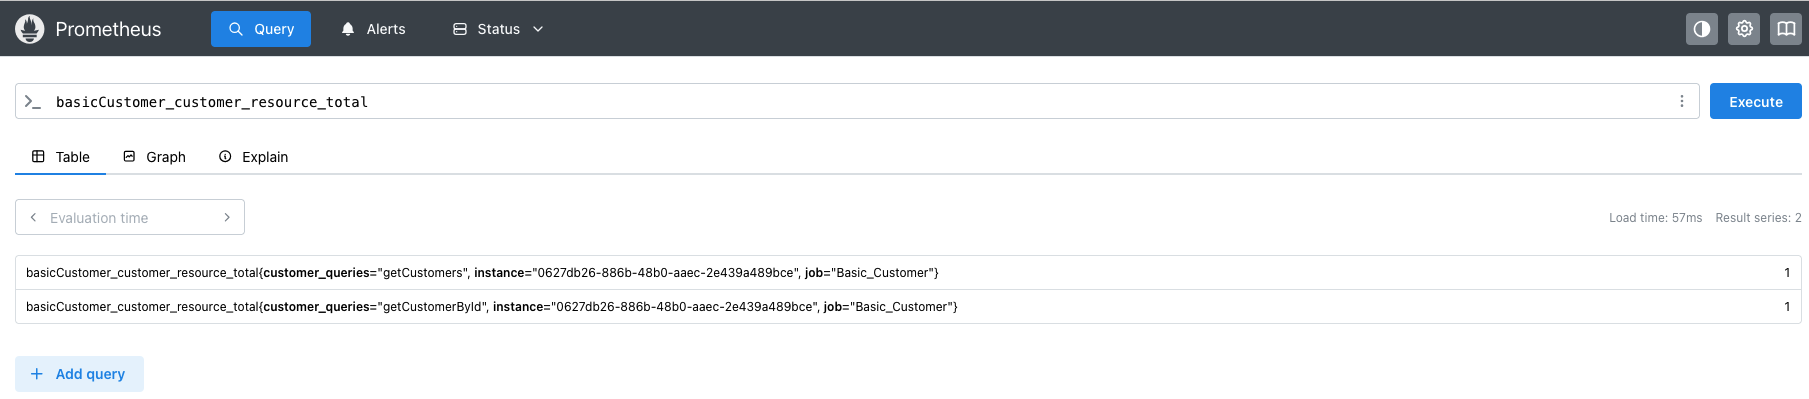 Prometheus Query Alerts Status
>_ basicCustomer_customer_resource_total Execute
Table Graph Explain
Evaluation time Load time: 57ms Result series: 2
basicCustomer_customer_resource_total{customer_queries="getCustomers", instance="0627db26-886b-48b0-aaec-2e439a489bce", job="Basic_Customer"} 1
basicCustomer_customer_resource_total{customer_queries="getCustomerById", instance="0627db26-886b-48b0-aaec-2e439a489bce", job="Basic_Customer"} 1
+ Add query